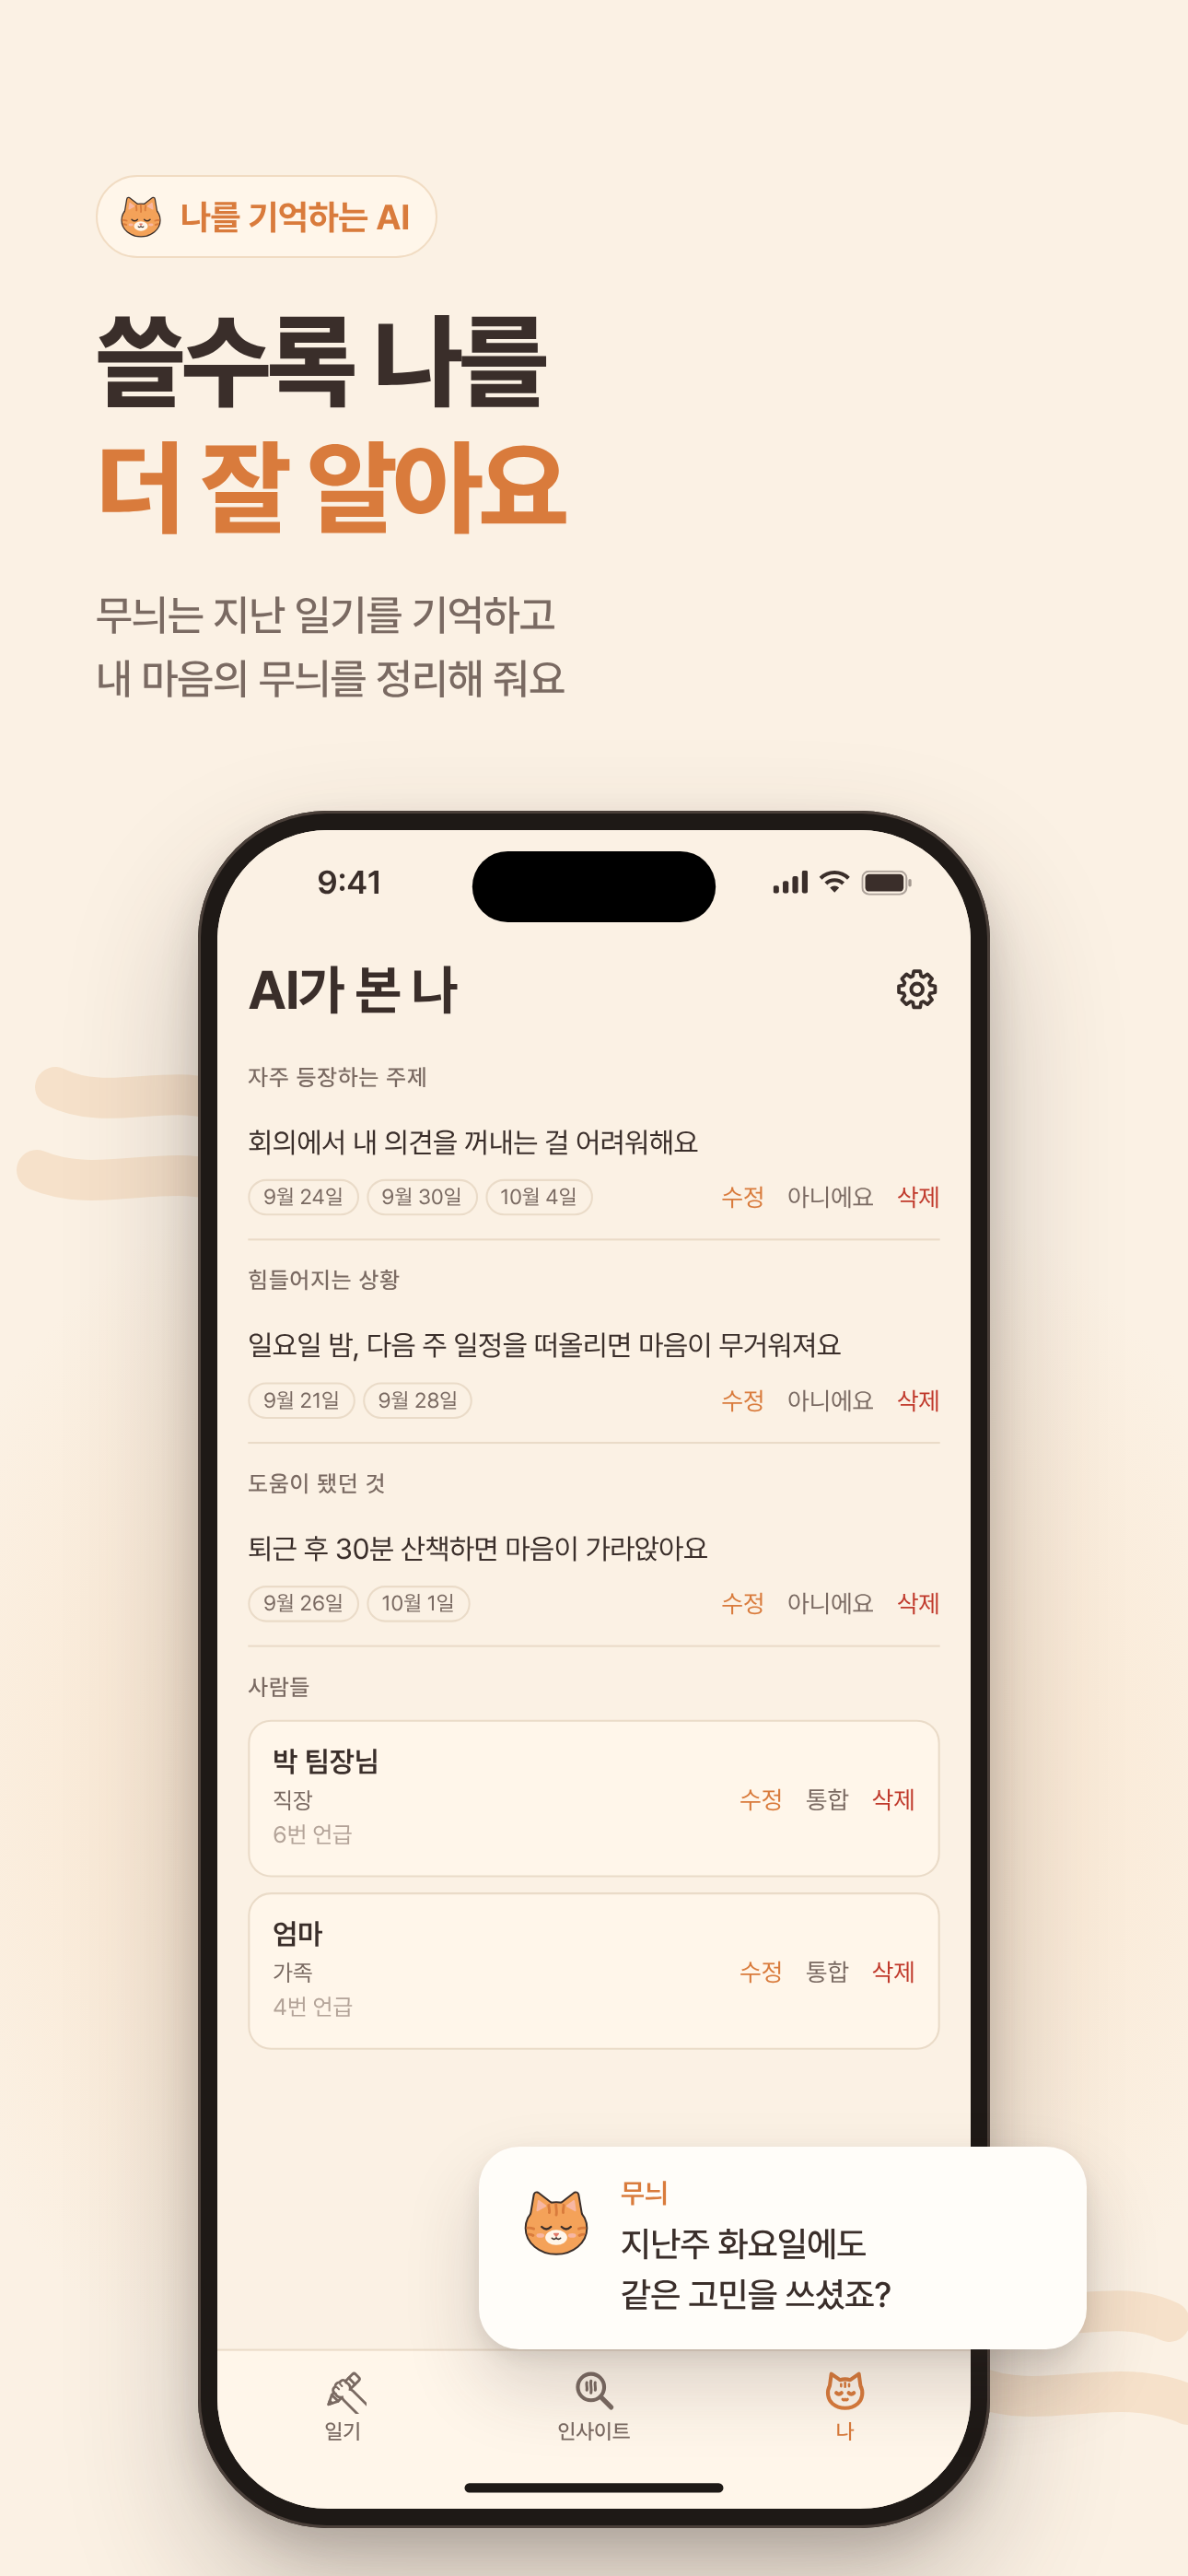 나를 기억하는 AI
쓸수록 나를
더 잘 알아요
무늬는 지난 일기를 기억하고
내 마음의 무늬를 정리해 줘요
9:41
AI가 본 나
자주 등장하는 주제
회의에서 내 의견을 꺼내는 걸 어려워해요
9월 24일 9월 30일 10월 4일 수정 아니에요 삭제
힘들어지는 상황
일요일 밤, 다음 주 일정을 떠올리면 마음이 무거워져요
9월 21일 9월 28일 수정 아니에요 삭제
도움이 됐던 것
퇴근 후 30분 산책하면 마음이 가라앉아요
9월 26일 10월 1일 수정 아니에요 삭제
사람들
박 팀장님
직장
6번 언급
수정 통합 삭제
엄마
가족
4번 언급
수정 통합 삭제
무늬
지난주 화요일에도
같은 고민을 쓰셨죠?
일기 인사이트 나